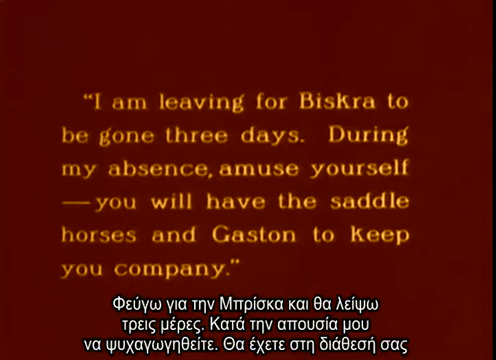 “I am leaving for Biskra to
be gone three days. During
my absence, amuse yourself
—you will have the saddle
horses and Gaston to keep
you company.”
Φεύγω για την Μπρίσκα και θα λείψω
τρεις μέρες. Κατά την απουσία μου
να ψυχαγωγηθείτε. Θα έχετε στη διάθεσή σας